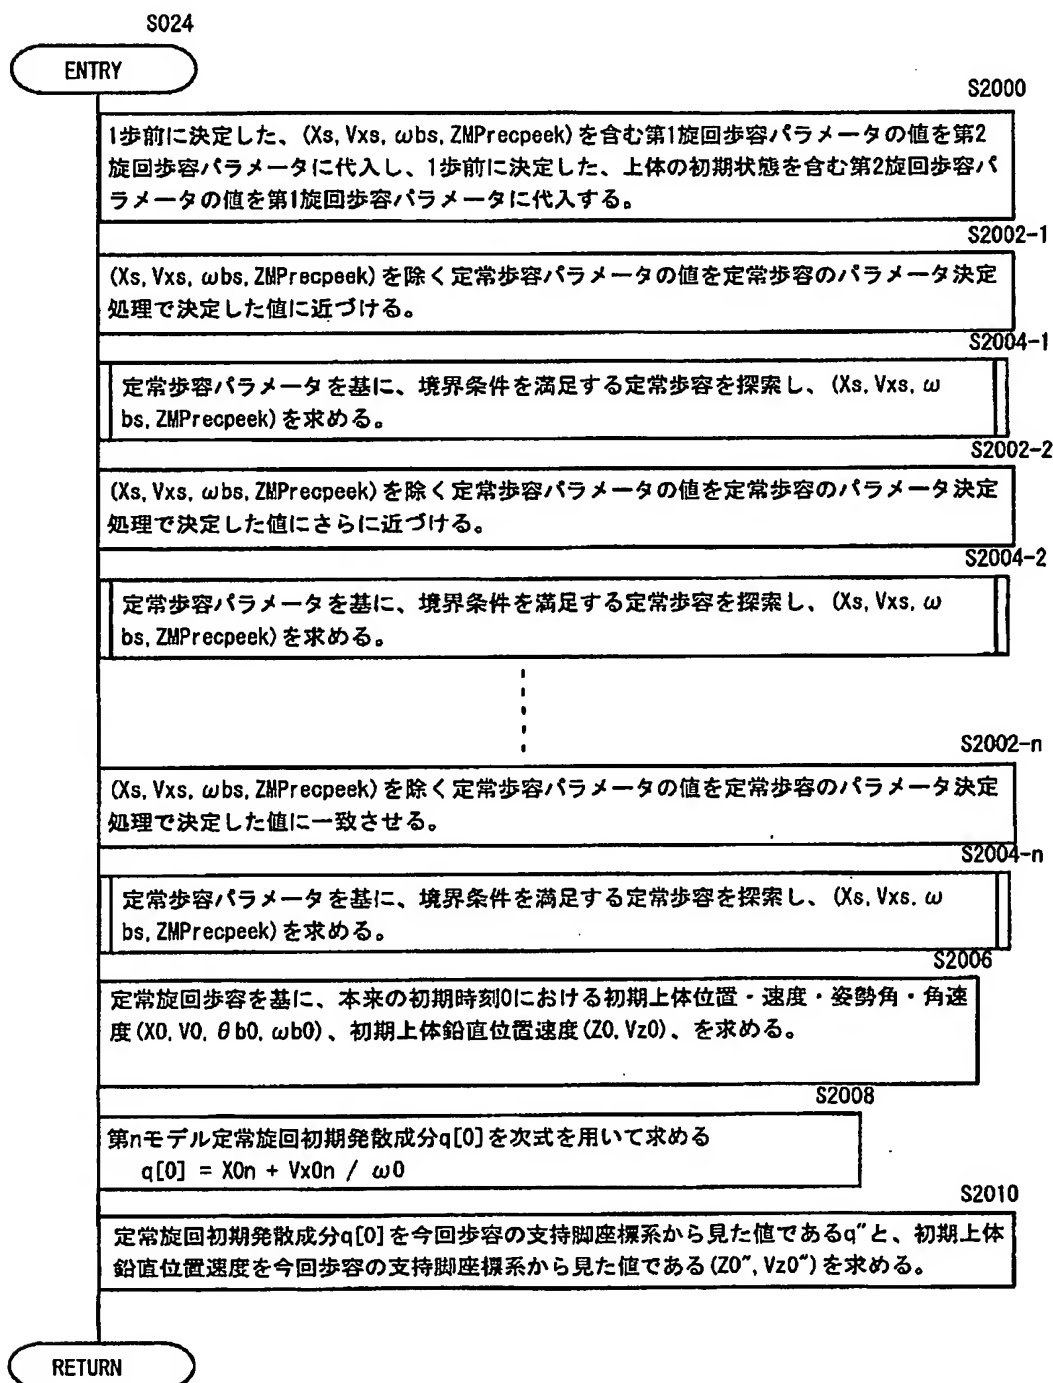 S024
ENTRY
S2000
1歩前に決定した、(Xs, Vxs, ωbs, ZMPrecpeek)を含む第1旋回歩容パラメータの値を第2
旋回歩容パラメータに代入し、1歩前に決定した、上体の初期状態を含む第2旋回歩容パ
ラメータの値を第1旋回歩容パラメータに代入する。
S2002-1
(Xs, Vxs, ωbs, ZMPrecpeek)を除く定常歩容パラメータの値を定常歩容のパラメータ決定
処理で決定した値に近づける。
S2004-1
定常歩容パラメータを基に、境界条件を満足する定常歩容を探索し、(Xs, Vxs, ω
bs, ZMPrecpeek)を求める。
S2002-2
(Xs, Vxs, ωbs, ZMPrecpeek)を除く定常歩容パラメータの値を定常歩容のパラメータ決定
処理で決定した値にさらに近づける。
S2004-2
定常歩容パラメータを基に、境界条件を満足する定常歩容を探索し、(Xs, Vxs, ω
bs, ZMPrecpeek)を求める。
S2002-n
(Xs, Vxs, ωbs, ZMPrecpeek)を除く定常歩容パラメータの値を定常歩容のパラメータ決定
処理で決定した値に一致させる。
S2004-n
定常歩容パラメータを基に、境界条件を満足する定常歩容を探索し、(Xs, Vxs, ω
bs, ZMPrecpeek)を求める。
S2006
定常旋回歩容を基に、本来の初期時刻0における初期上体位置・速度・姿勢角・角速
度(X0, V0, θb0, ωb0)、初期上体鉛直位置速度(Z0, Vz0)、を求める。
S2008
第nモデル定常旋回初期発散成分q[0]を次式を用いて求める
q[0] = X0n + Vx0n / ω0
S2010
定常旋回初期発散成分q[0]を今回歩容の支持脚座標系から見た値であるq″と、初期上体
鉛直位置速度を今回歩容の支持脚座標系から見た値である(Z0″, Vz0″)を求める。
RETURN